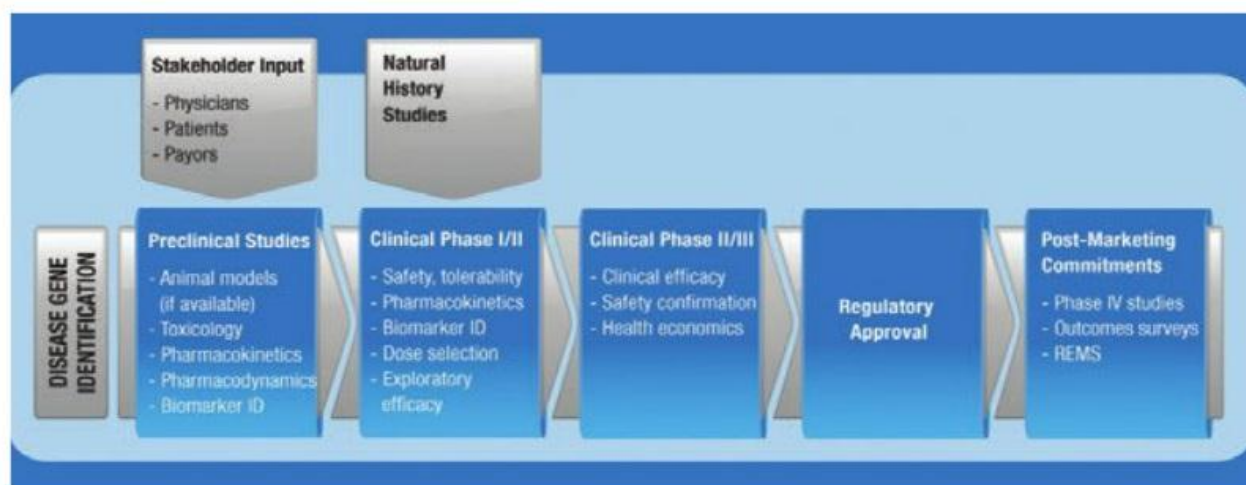 Stakeholder Input
- Physicians
- Patients
- Payors
Natural
History
Studies
DISEASE GENE
IDENTIFICATION
Preclinical Studies
- Animal models
(if available)
- Toxicology
- Pharmacokinetics
- Pharmacodynamics
- Biomarker ID
Clinical Phase I/II
- Safety, tolerability
- Pharmacokinetics
- Biomarker ID
- Dose selection
- Exploratory
efficacy
Clinical Phase II/III
- Clinical efficacy
- Safety confirmation
- Health economics
Regulatory
Approval
Post-Marketing
Commitments
- Phase IV studies
- Outcomes surveys
- REMS